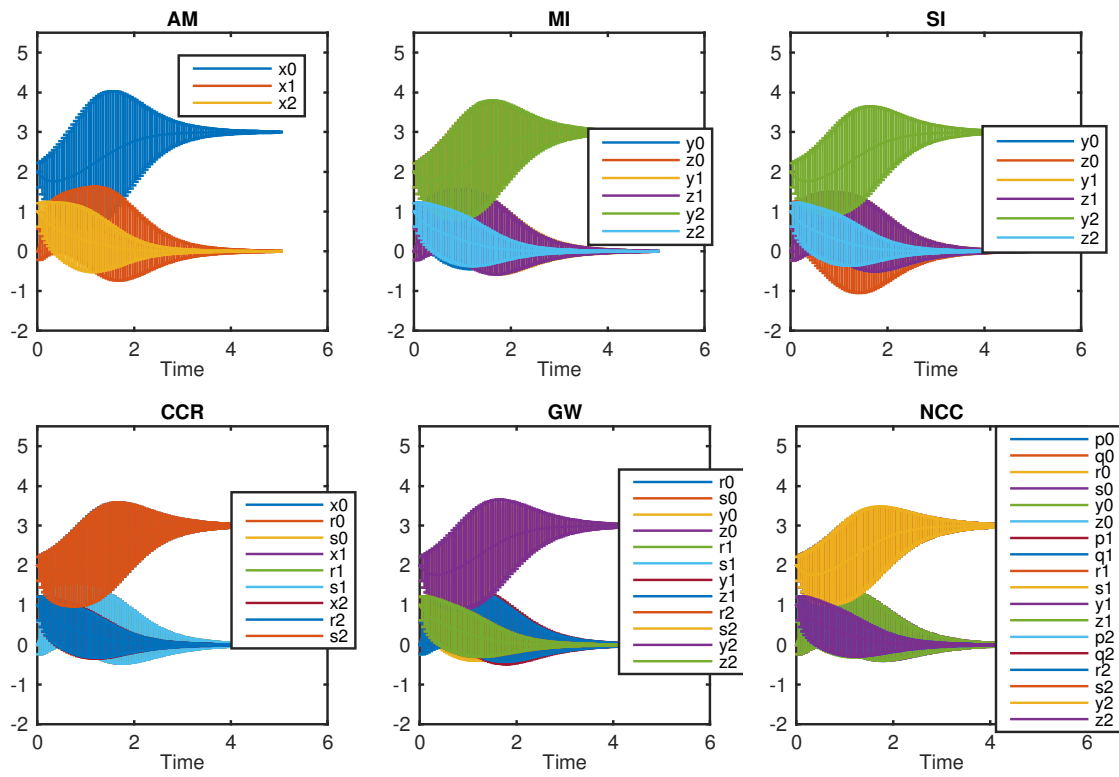 AM
MI
SI
5
4
3
2
1
0
-1
-2
x0
x1
x2
0
2
4
6
Time
5
4
3
2
1
0
-1
-2
y0
z0
y1
z1
y2
z2
0
2
4
6
Time
5
4
3
2
1
0
-1
-2
y0
z0
y1
z1
y2
z2
0
2
4
6
Time
CCR
GW
NCC
5
4
3
2
1
0
-1
-2
x0
r0
s0
x1
r1
s1
x2
r2
s2
0
2
4
6
Time
5
4
3
2
1
0
-1
-2
r0
s0
y0
z0
r1
s1
y1
z1
r2
s2
y2
z2
0
2
4
6
Time
5
4
3
2
1
0
-1
-2
p0
q0
r0
s0
y0
z0
p1
q1
r1
s1
y1
z1
p2
q2
r2
s2
y2
z2
0
2
4
6
Time